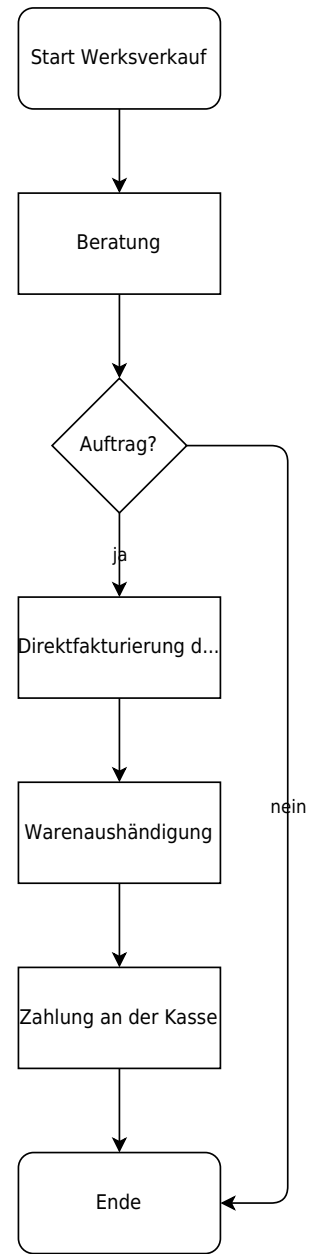 Start Werksverkauf
Beratung
Auftrag?
ja
Direktfakturierung d...
nein
Warenaushändigung
Zahlung an der Kasse
Ende